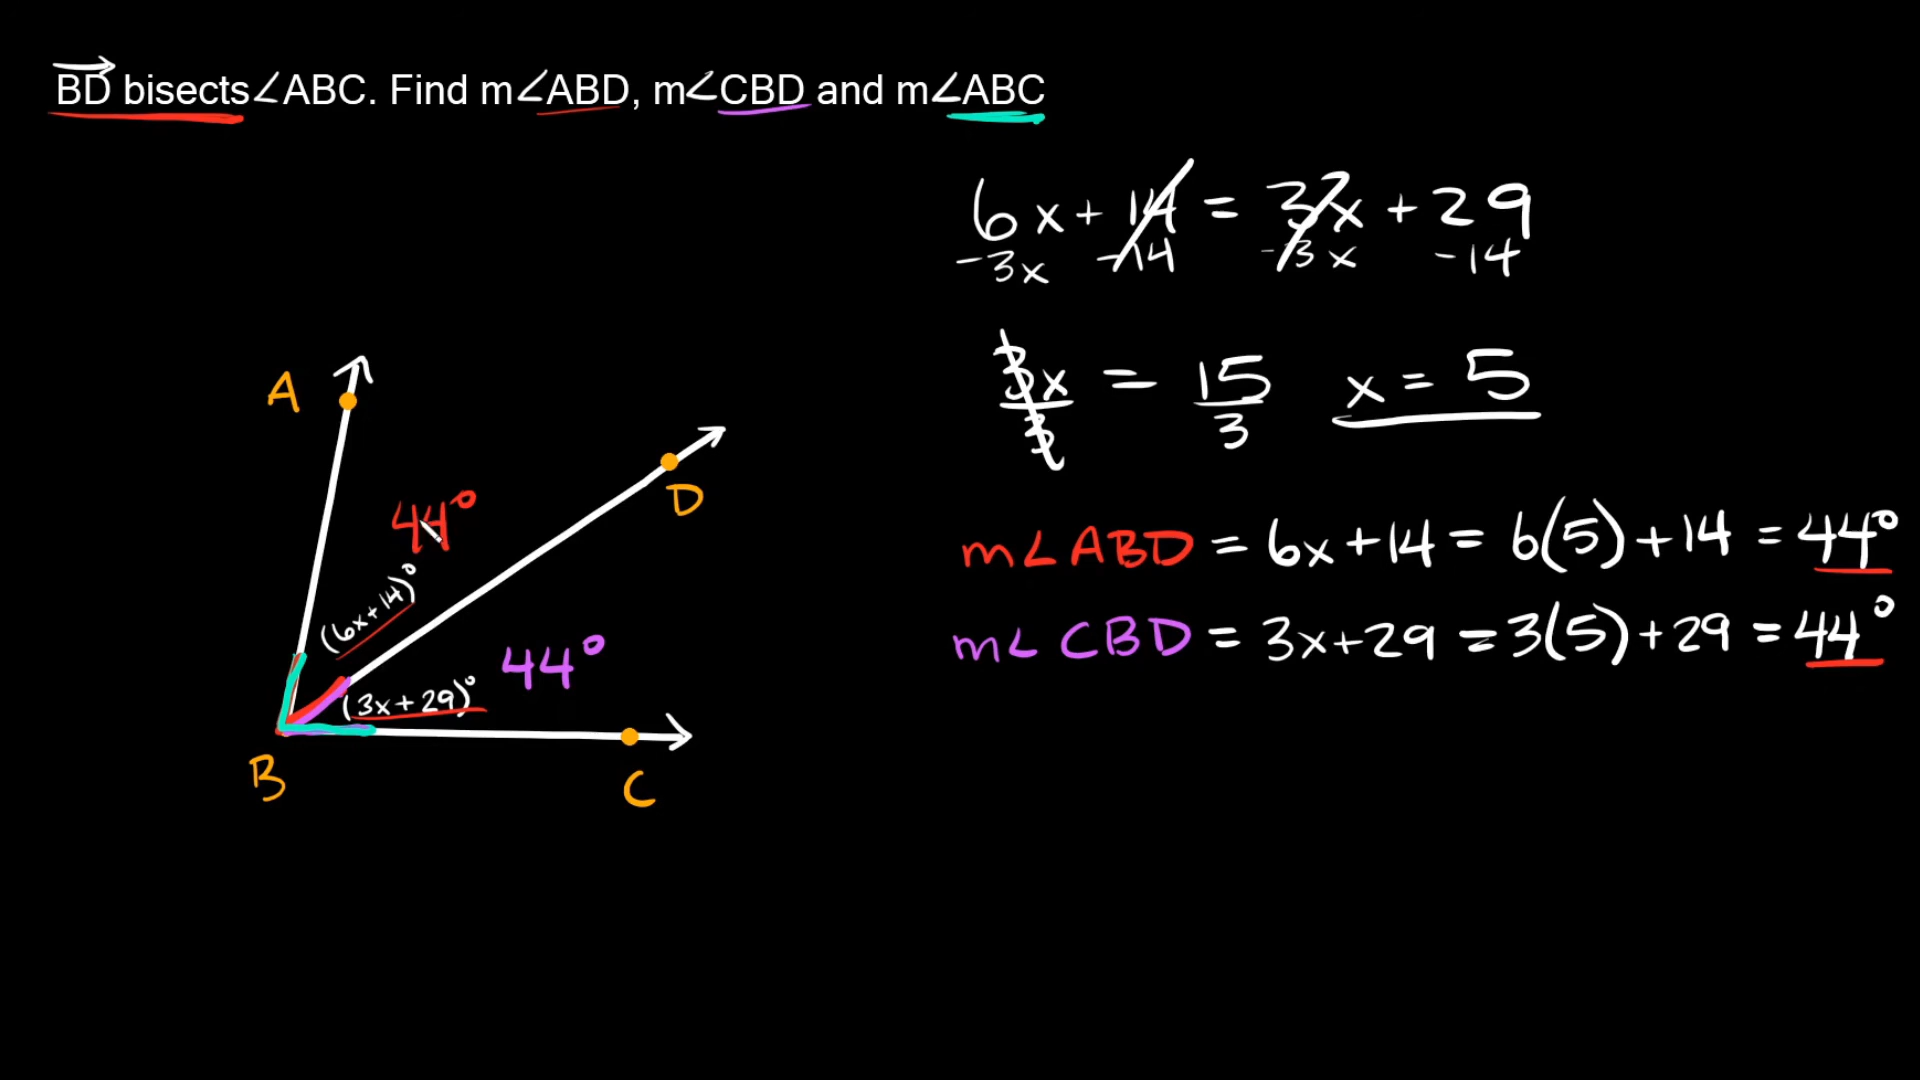 BD bisects∠ABC. Find m∠ABD, m∠CBD and m∠ABC
6x + 14 = 3x + 29
-3x -14 -3x -14
3x = 15 x = 5
3 3
A
D
44°
(6x+14)°
m∠ABD = 6x+14 = 6(5)+14 = 44°
m∠CBD = 3x+29 = 3(5)+29 = 44°
44°
(3x+29)°
B
C